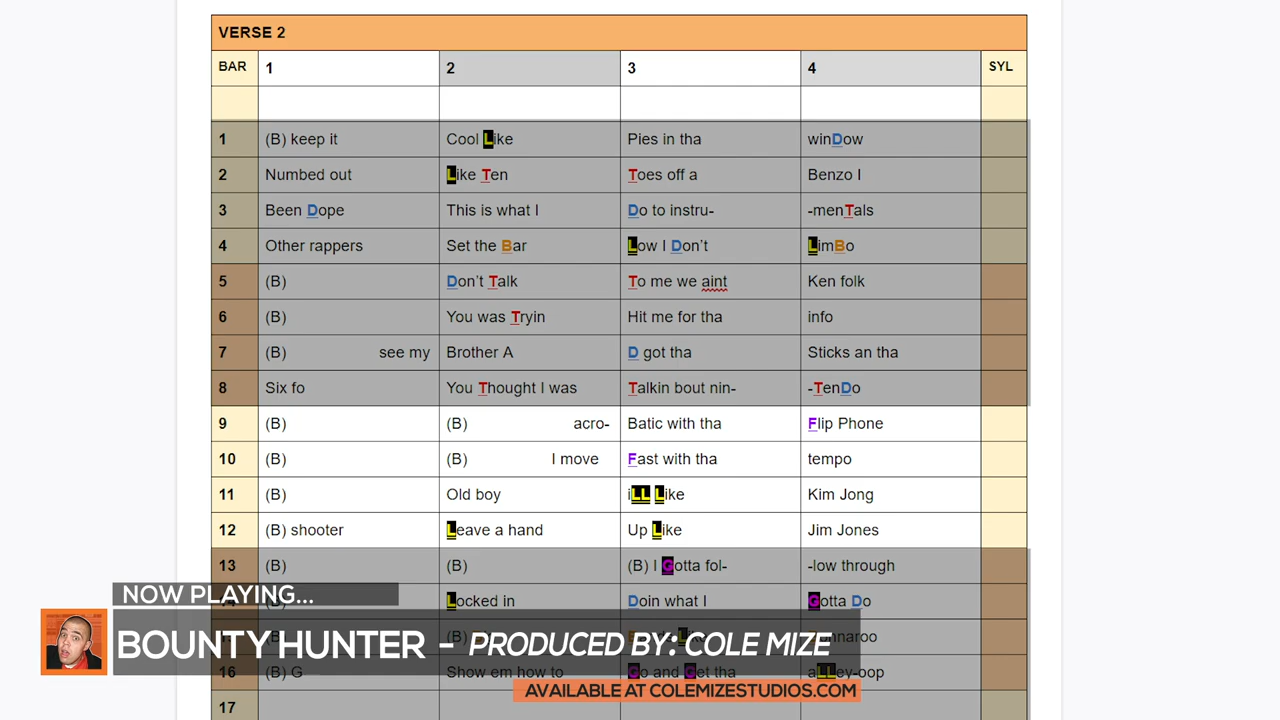 VERSE 2
BAR 1 2 3 4 SYL
1 (B) keep it Cool Like Pies in tha winDow
2 Numbed out Like Ten Toes off a Benzo I
3 Been Dope This is what I Do to instru- -menTals
4 Other rappers Set the Bar Low I Don't LimBo
5 (B) Don't Talk To me we aint Ken folk
6 (B) You was Tryin Hit me for tha info
7 (B) see my Brother A D got tha Sticks an tha
8 Six fo You Thought I was Talkin bout nin- -TenDo
9 (B) (B) acro- Batic with tha Flip Phone
10 (B) (B) I move Fast with tha tempo
11 (B) Old boy iLL Like Kim Jong
12 (B) shooter Leave a hand Up Like Jim Jones
13 (B) (B) (B) I Gotta fol- -low through
Locked in Doin what I Gotta Do
16 (B) G Show em how to Go and Get tha aLLey-oop
17
NOW PLAYING...
BOUNTY HUNTER - PRODUCED BY: COLE MIZE
AVAILABLE AT COLEMIZESTUDIOS.COM